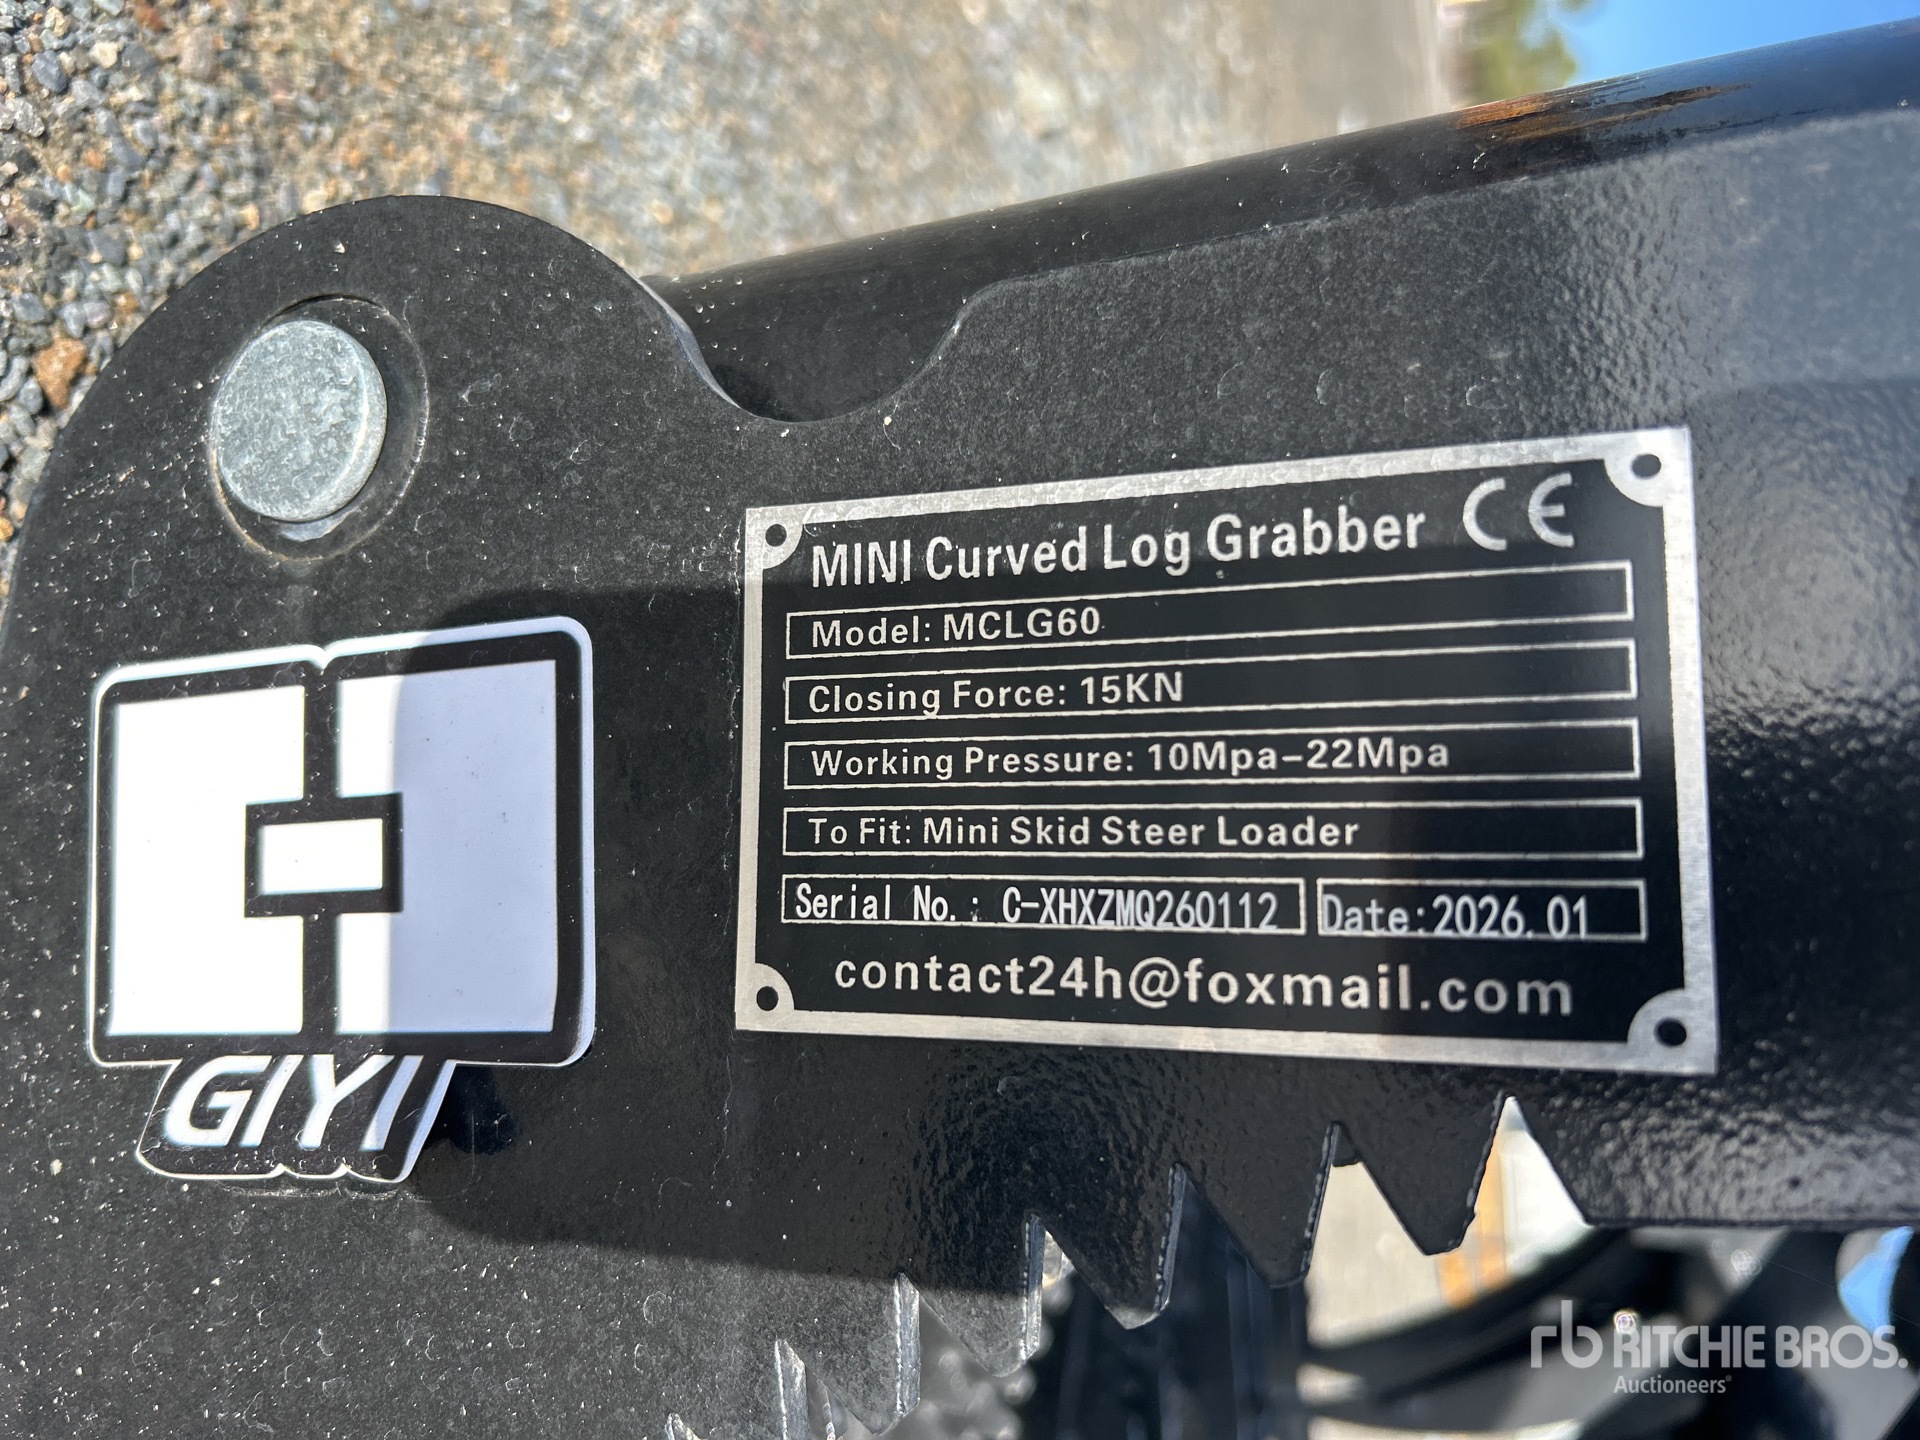 MINI Curved Log Grabber CE
Model: MCLG60
Closing Force: 15KN
Working Pressure: 10Mpa-22Mpa
To Fit: Mini Skid Steer Loader
Serial No.: C-XHXZMQ260112 Date:2026.01
contact24h@foxmail.com
GIYI
rb RITCHIE BROS.
Auctioneers